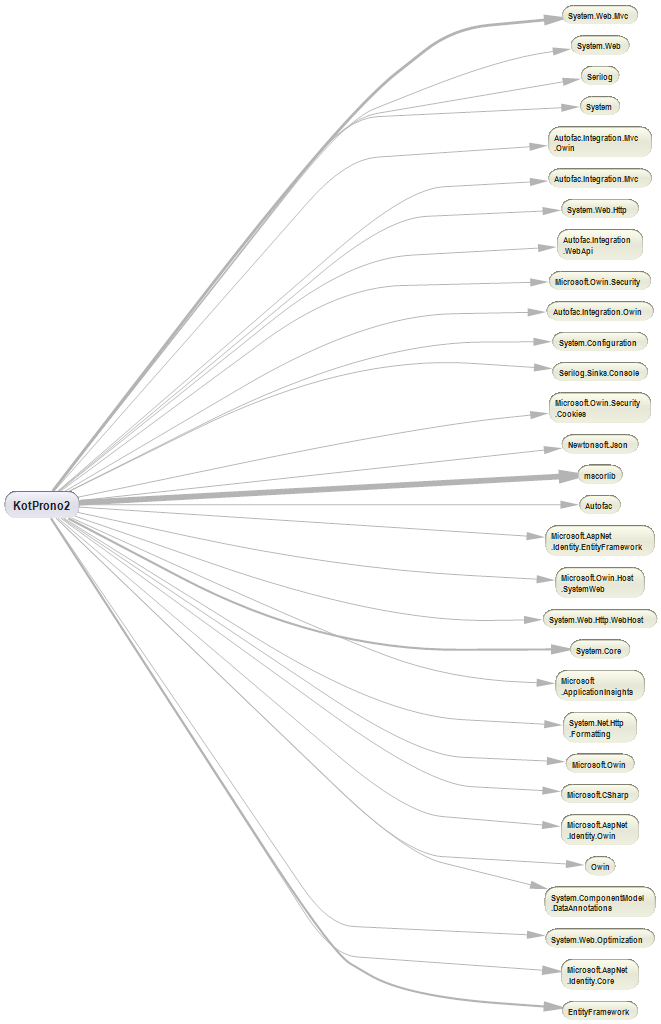 System.Web.Mvc
System.Web
Serilog
System
Autofac.Integration.Mvc
.Owin
Autofac.Integration.Mvc
System.Web.Http
Autofac.Integration
.WebApi
Microsoft.Owin.Security
Autofac.Integration.Owin
System.Configuration
Serilog.Sinks.Console
Microsoft.Owin.Security
.Cookies
Newtonsoft.Json
KotProno2
mscorlib
Autofac
Microsoft.AspNet
.Identity.EntityFramework
Microsoft.Owin.Host
.SystemWeb
System.Web.Http.WebHost
System.Core
Microsoft
.ApplicationInsights
System.Net.Http
.Formatting
Microsoft.Owin
Microsoft.CSharp
Microsoft.AspNet
.Identity.Owin
Owin
System.ComponentModel
.DataAnnotations
System.Web.Optimization
Microsoft.AspNet
.Identity.Core
EntityFramework